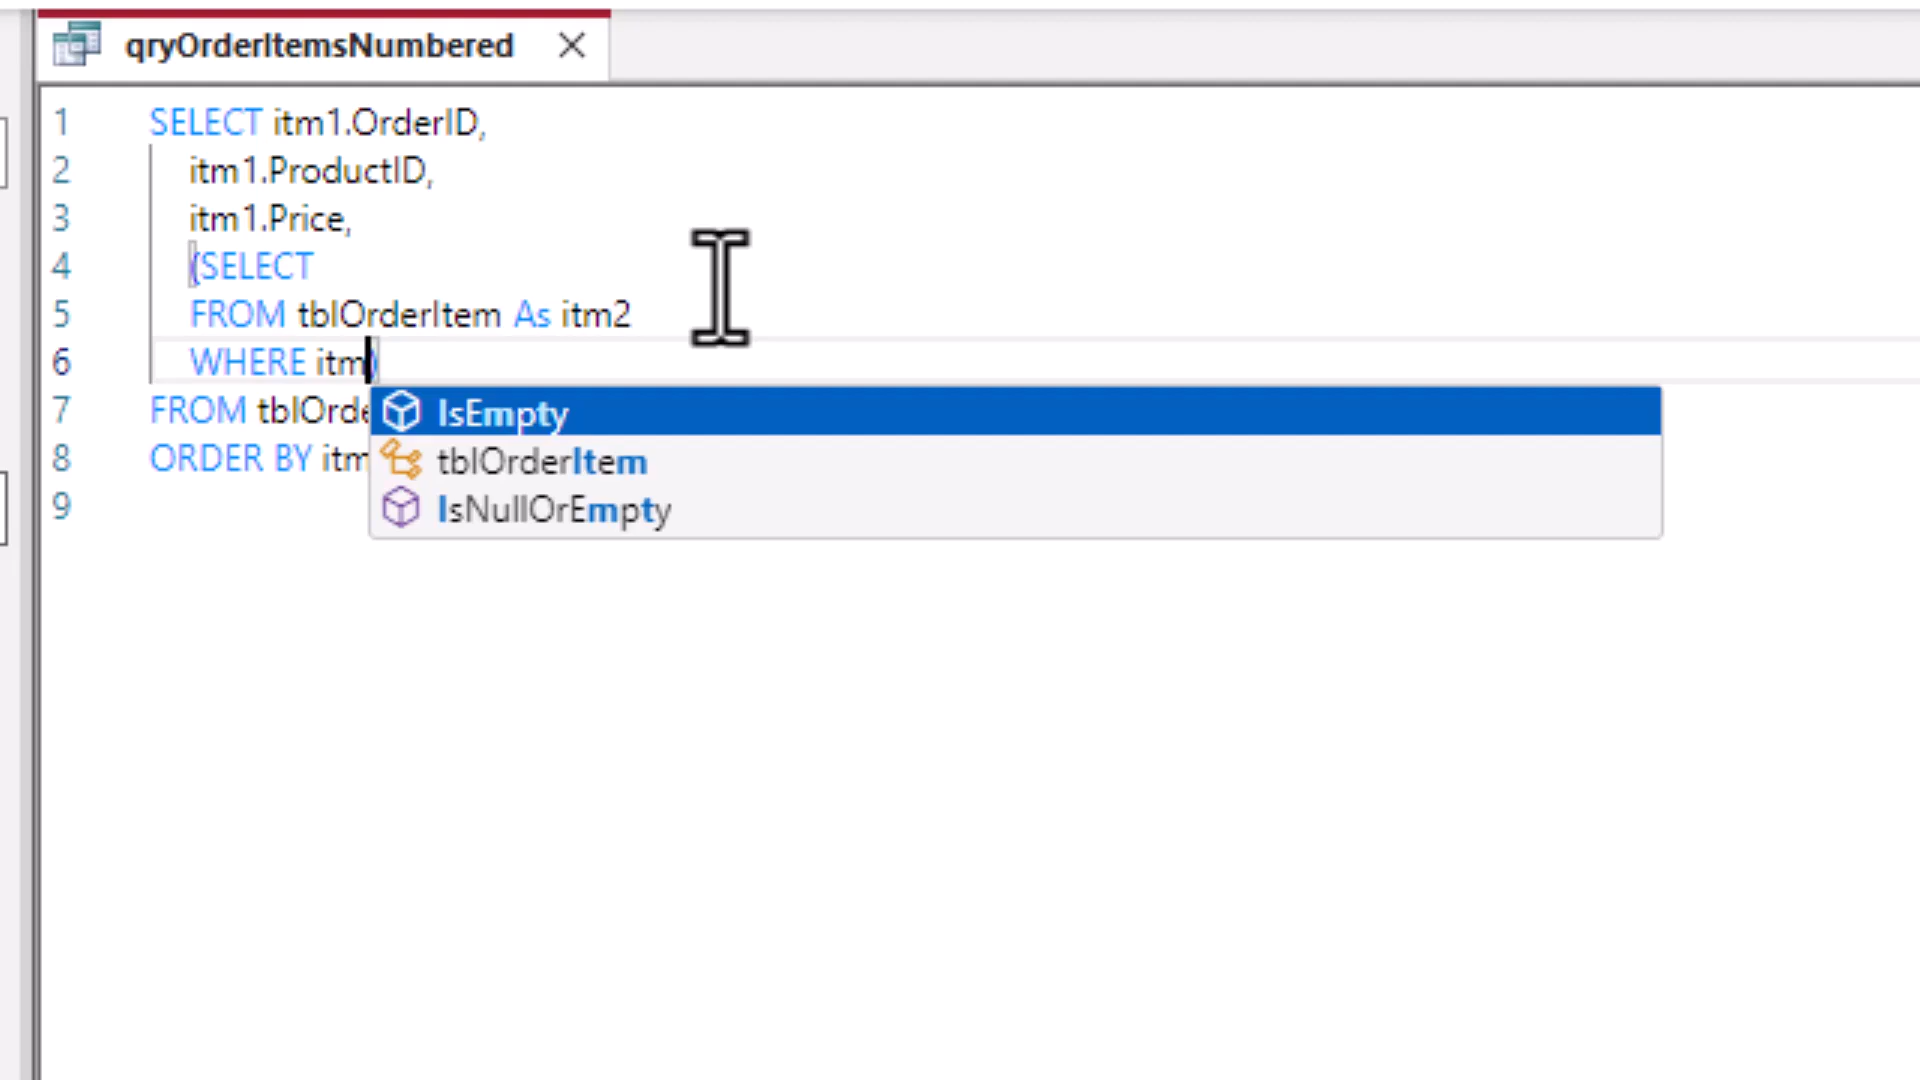 qryOrderItemsNumbered
1 SELECT itm1.OrderID,
2 itm1.ProductID,
3 itm1.Price,
4 (SELECT
5 FROM tblOrderItem As itm2
6 WHERE itm)
7 FROM tblOrde
8 ORDER BY itm
9
IsEmpty
tblOrderItem
IsNullOrEmpty